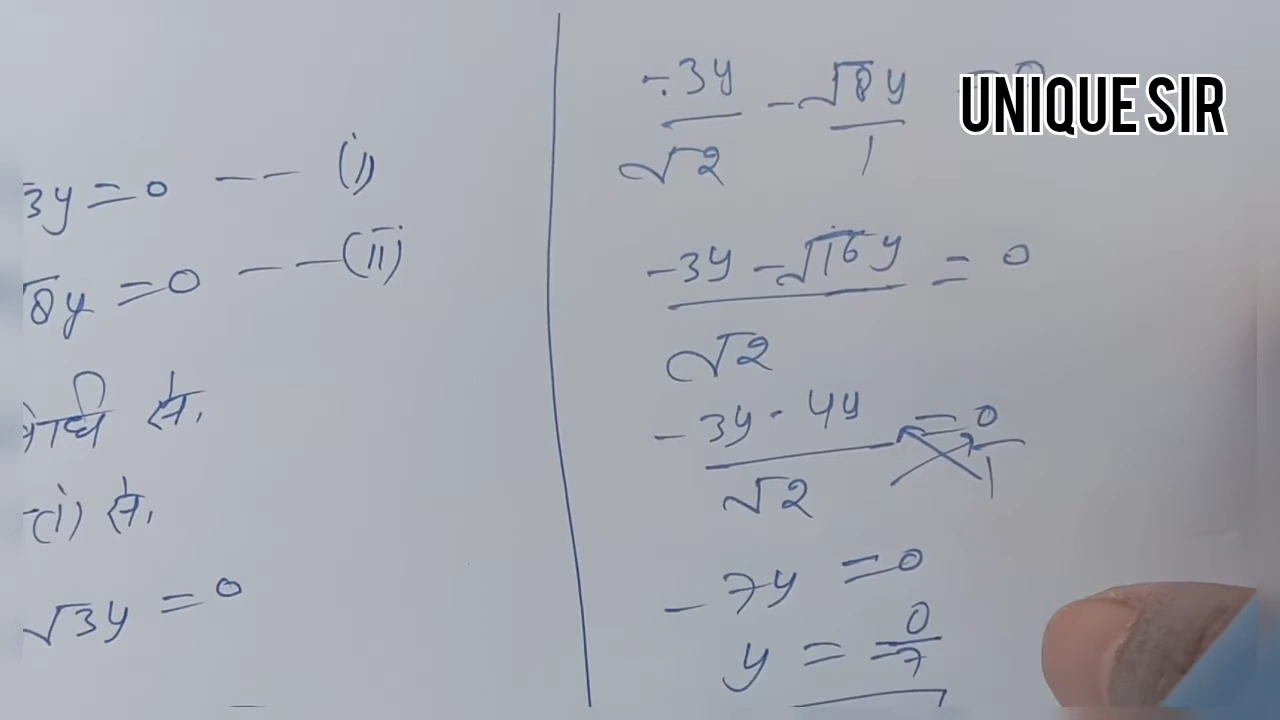 3y = 0 -- (i)
√8y = 0 --- (ii)
से,
(i) से,
√3y = 0
-3y/√2 - √8y/1
UNIQUE SIR
-3y - √16y/√2 = 0
-3y - 4y/√2 = 0/1
-7y = 0
y = 0/-7